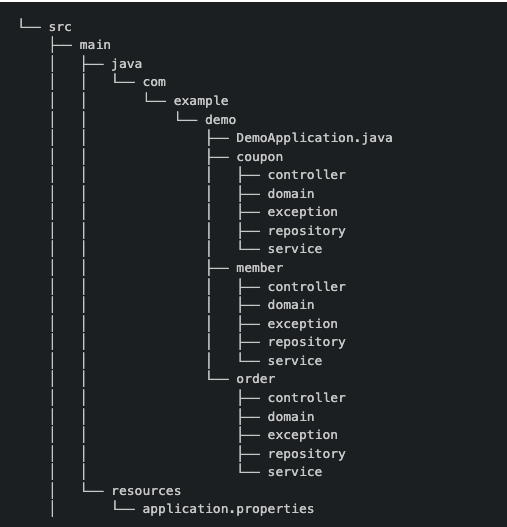 └── src
    ├── main
    │   ├── java
    │   │   └── com
    │   │       └── example
    │   │           └── demo
    │   │               ├── DemoApplication.java
    │   │               ├── coupon
    │   │               │   ├── controller
    │   │               │   ├── domain
    │   │               │   ├── exception
    │   │               │   ├── repository
    │   │               │   └── service
    │   │               ├── member
    │   │               │   ├── controller
    │   │               │   ├── domain
    │   │               │   ├── exception
    │   │               │   ├── repository
    │   │               │   └── service
    │   │               └── order
    │   │                   ├── controller
    │   │                   ├── domain
    │   │                   ├── exception
    │   │                   ├── repository
    │   │                   └── service
    │   └── resources
    │       └── application.properties